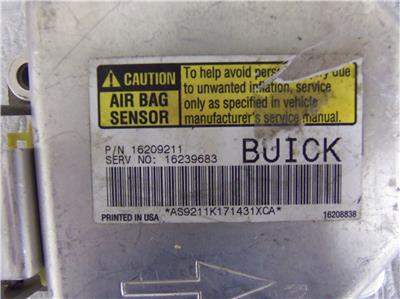 CAUTION
AIR BAG
SENSOR
To help avoid due
to unwanted inflation, service
only as specified in vehicle
manufacturer's service manual.
P/N 16209211
SERV NO: 16239683
BUICK
*AS9211K171431XCA*
PRINTED IN USA
16208838